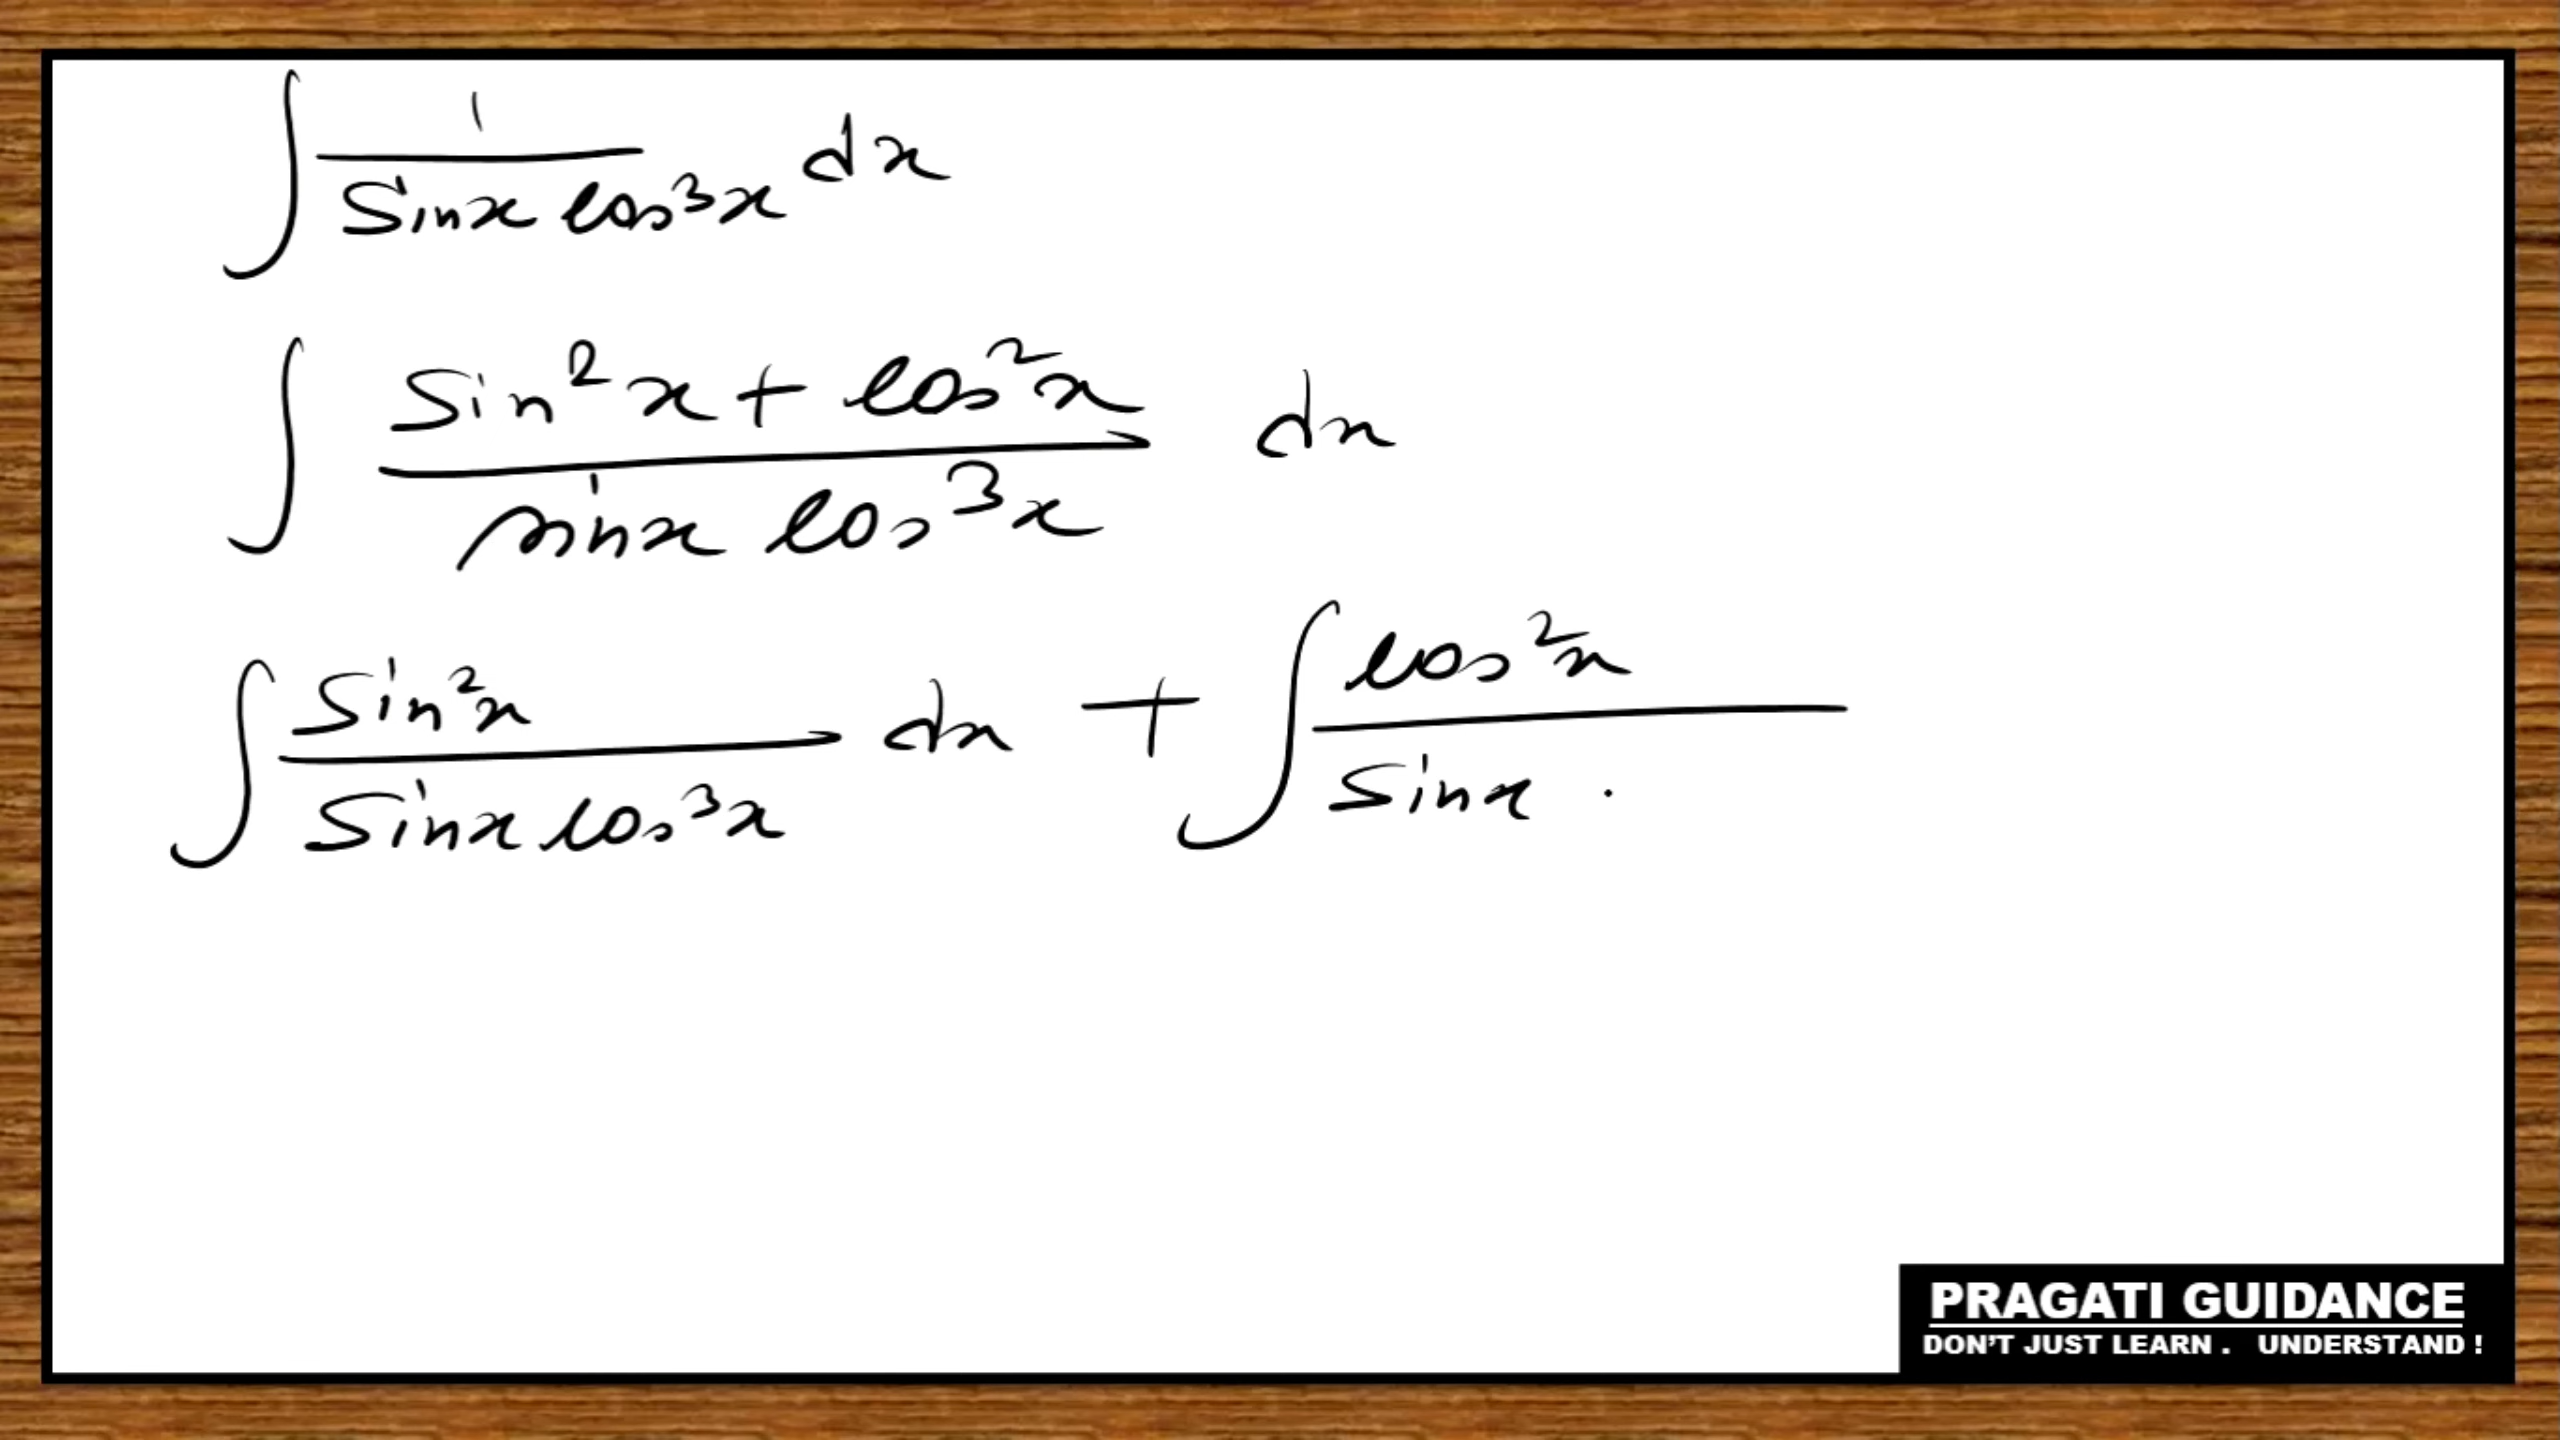 ∫ 1/(Sinx cos³x) dx
∫ (Sin²x + cos²x)/(sinx cos³x) dx
∫ Sin²x/(Sinx cos³x) dx + ∫ cos²x/(Sinx .
PRAGATI GUIDANCE
DON'T JUST LEARN . UNDERSTAND !